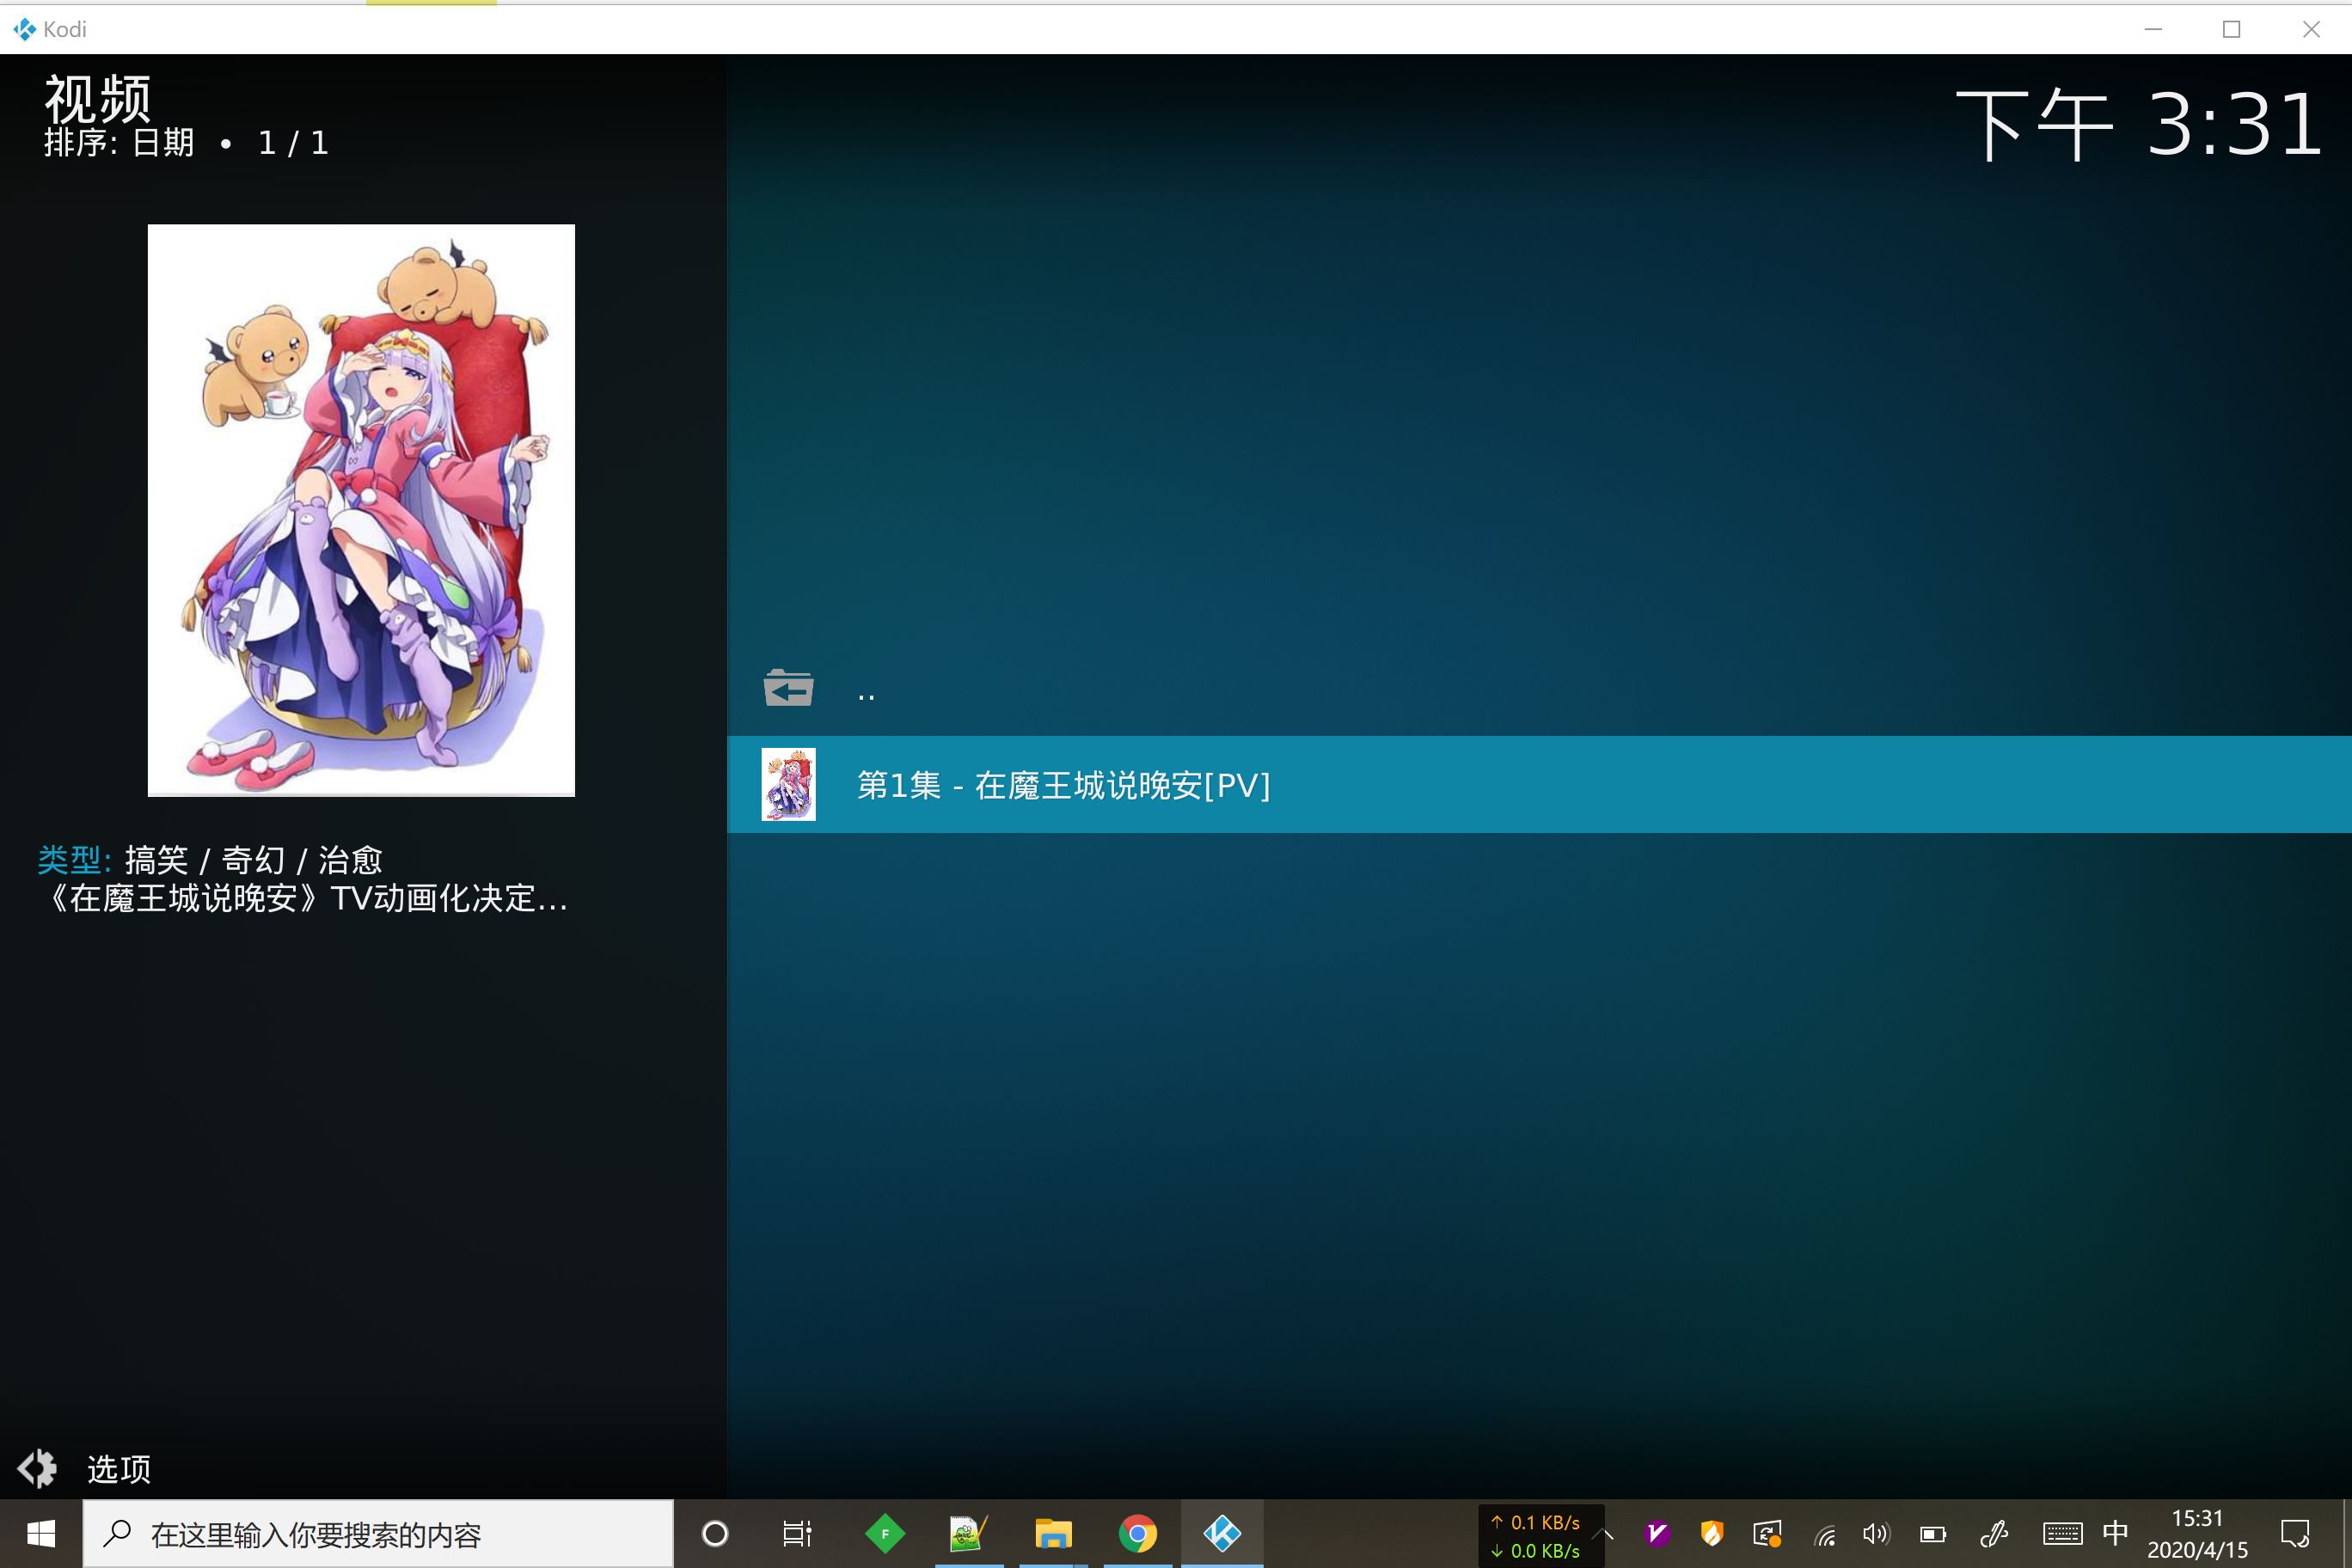 Kodi
视频
排序: 日期 • 1 / 1
下午 3:31
..
第1集 - 在魔王城说晚安[PV]
类型: 搞笑 / 奇幻 / 治愈
《在魔王城说晚安》TV动画化决定...
选项
在这里输入你要搜索的内容
F
↑ 0.1 KB/s
↓ 0.0 KB/s
中
15:31
2020/4/15